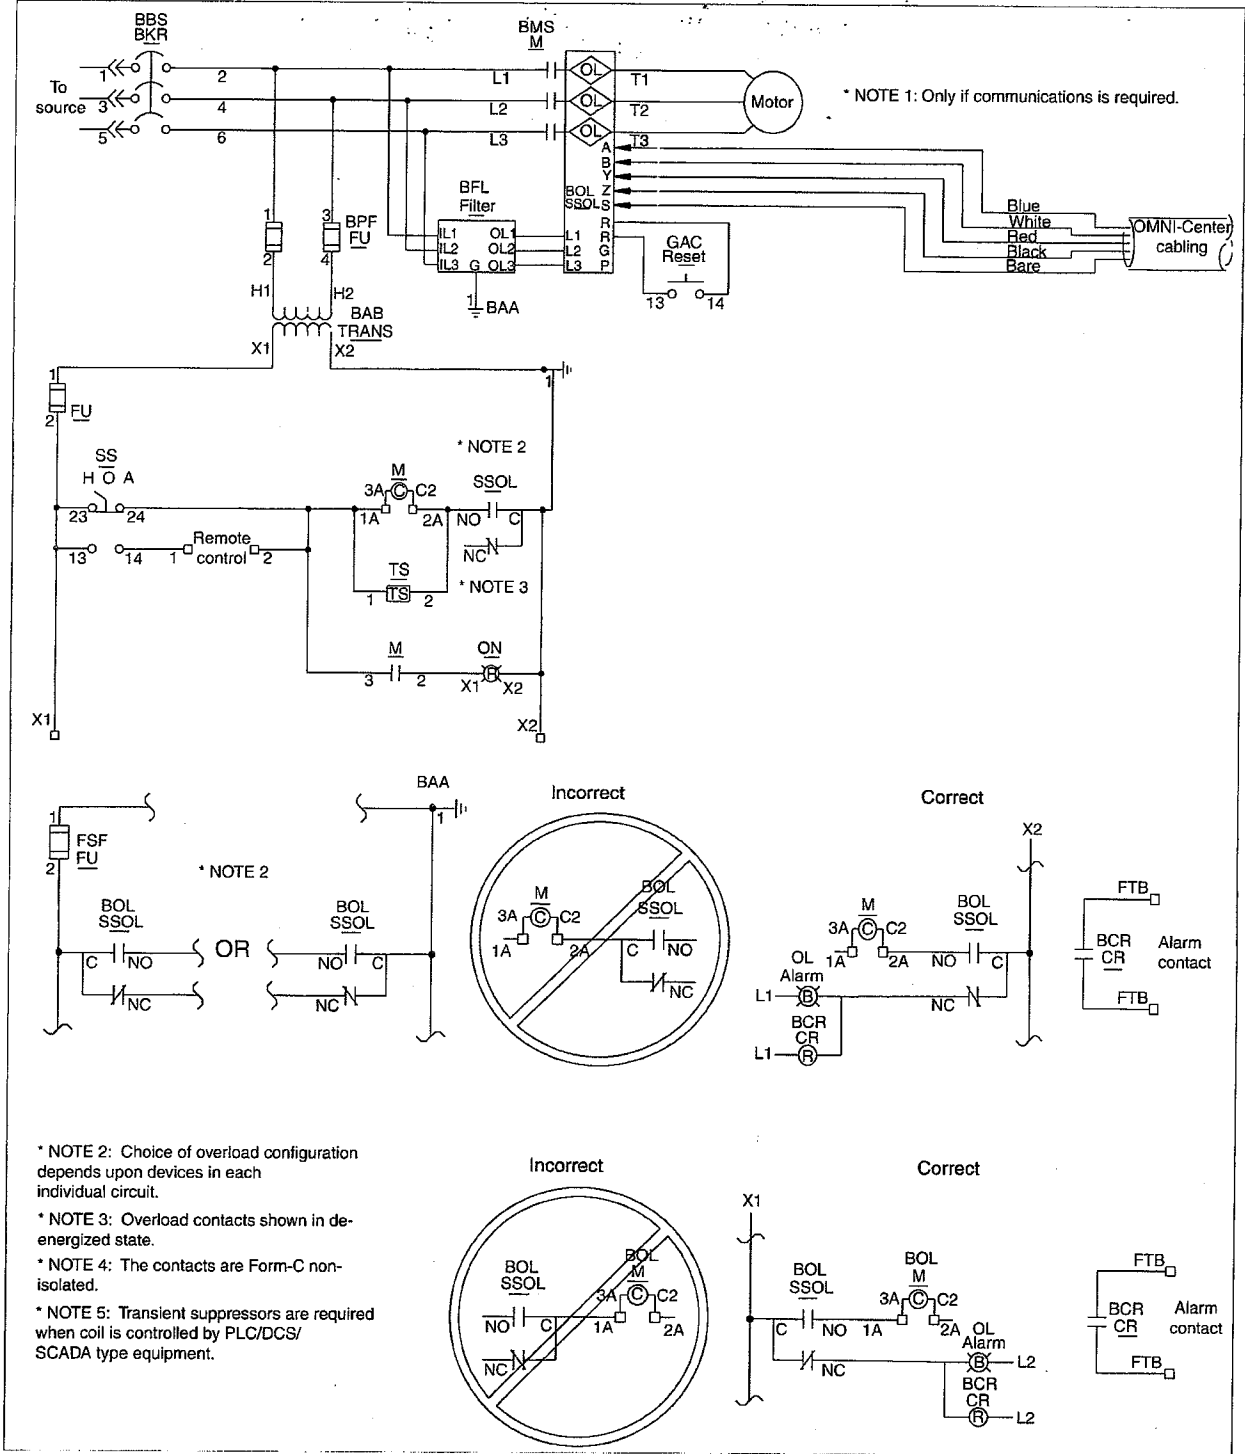 BBS
BKR
BMS
M
To
source
1
3
5
2
4
6
L1
L2
L3
OL
OL
OL
T1
T2
T3
Motor
* NOTE 1: Only if communications is required.
A
B
Y
Z
S
R
R
G
P
BOL
SSOL
L1
L2
L3
BFL
Filter
IL1 OL1
IL2 OL2
IL3 G OL3
1
BAA
GAC
Reset
13 14
Blue
White
Red
Black
Bare
OMNI-Center
cabling
1 3
BPF
FU
2 4
H1 H2
BAB
TRANS
X1 X2
1
1
FU
2
* NOTE 2
SS
H O A
M
3A C C2
SSOL
23 24
1A 2A NO C
13 14 1 Remote
control 2
NC
TS
1 TS 2
* NOTE 3
M
3 2
ON
X1 R X2
X1 X2
BAA
1
1
FSF
FU
2
* NOTE 2
BOL
SSOL
C NO
NC
OR
BOL
SSOL
NO C
NC
Incorrect
M
3A C C2
1A 2A
BOL
SSOL
C NO
NC
Correct
X2
M
3A C C2
1A 2A
BOL
SSOL
NO C
OL
Alarm
L1 B NC
BCR
CR
L1 R
FTB
BCR
CR
Alarm
contact
FTB
* NOTE 2: Choice of overload configuration
depends upon devices in each
individual circuit.
* NOTE 3: Overload contacts shown in de-
energized state.
* NOTE 4: The contacts are Form-C non-
isolated.
* NOTE 5: Transient suppressors are required
when coil is controlled by PLC/DCS/
SCADA type equipment.
Incorrect
BOL
SSOL
NO C
NC
BOL
M
3A C C2
1A 2A
Correct
X1
BOL
SSOL
C NO
NC
BOL
M
3A C C2
1A 2A
OL
Alarm
B L2
BCR
CR
R L2
FTB
BCR
CR
Alarm
contact
FTB